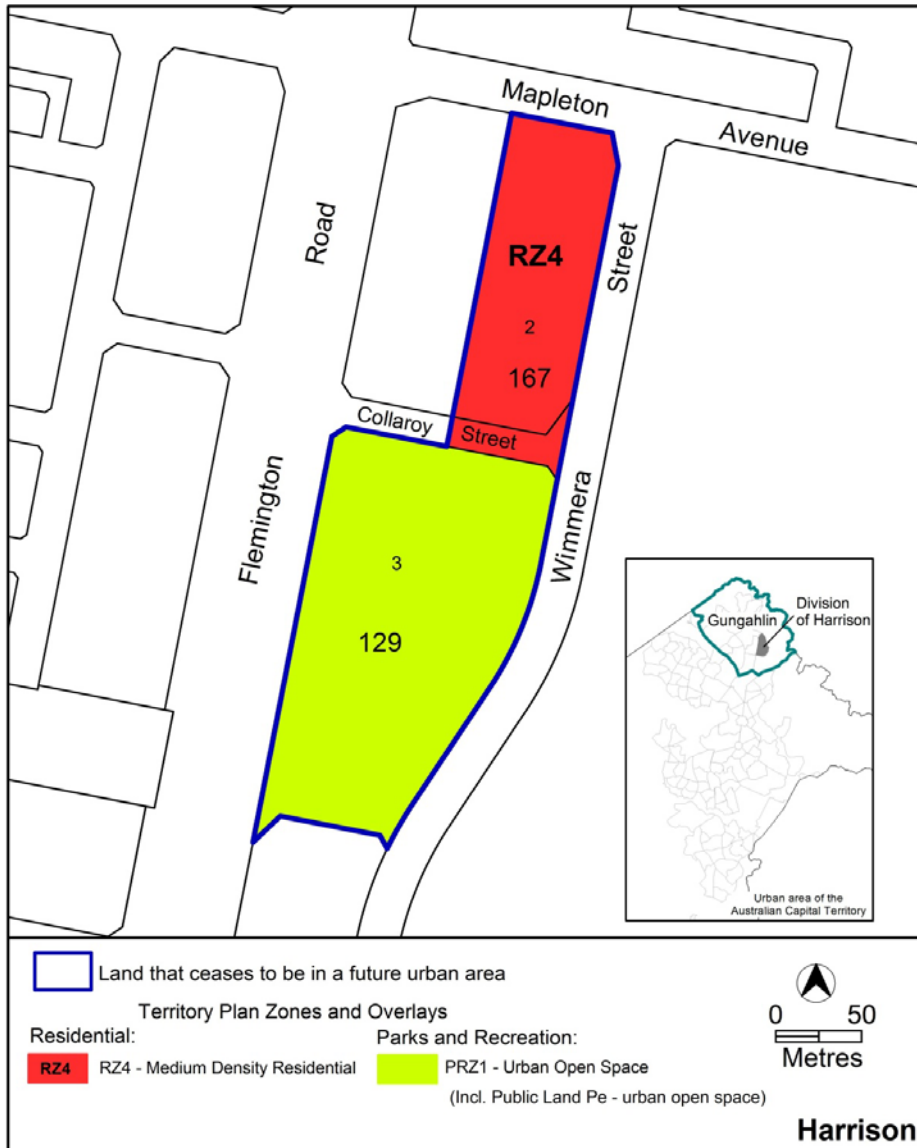 Mapleton
Avenue
Road
RZ4
Street
2
167
Collaroy
Street
Flemington
Wimmera
3
129
Gungahlin
Division
of Harrison
Urban area of the
Australian Capital Territory
Land that ceases to be in a future urban area
Territory Plan Zones and Overlays
Residential:
RZ4
RZ4 - Medium Density Residential
Parks and Recreation:
PRZ1 - Urban Open Space
(Incl. Public Land Pe - urban open space)
0 50
Metres
Harrison